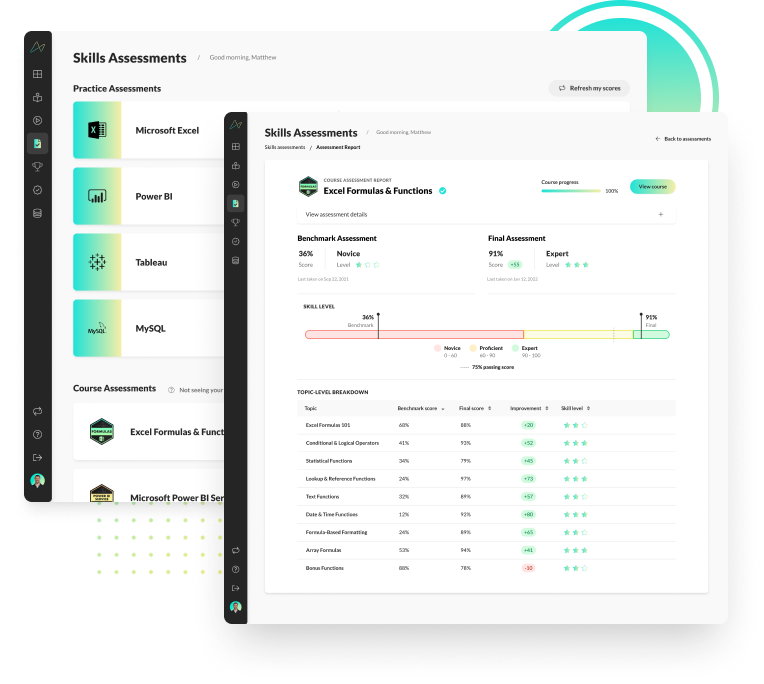 Skills Assessments / Good morning, Matthew
Practice Assessments
Refresh my scores
Microsoft Excel
Power BI
Tableau
MySQL
MySQL
Course Assessments
Not seeing your
FORMULAS
Excel Formulas & Funct
POWER BI
SERVICE
Microsoft Power BI Ser
Skills Assessments / Good morning, Matthew
Skills assessments / Assessment Report
← Back to assessments
FORMULAS
COURSE ASSESSMENT REPORT
Excel Formulas & Functions
Course progress
100%
View course
View assessment details +
Benchmark Assessment
36% Novice
Score Level
Last taken on Sep 22, 2021
Final Assessment
91% Expert
Score +55 Level
Last taken on Jan 10, 2022
SKILL LEVEL
36%
Benchmark
91%
Final
Novice Proficient Expert
0 - 60 60 - 90 90 - 100
75% passing score
TOPIC-LEVEL BREAKDOWN
Topic Benchmark score Final score Improvement Skill level
Excel Formulas 101 68% 88% +20
Conditional & Logical Operators 41% 93% +52
Statistical Functions 34% 79% +45
Lookup & Reference Functions 24% 97% +73
Text Functions 32% 89% +57
Date & Time Functions 12% 92% +80
Formula-Based Formatting 24% 89% +65
Array Formulas 53% 94% +41
Bonus Functions 88% 78% -10